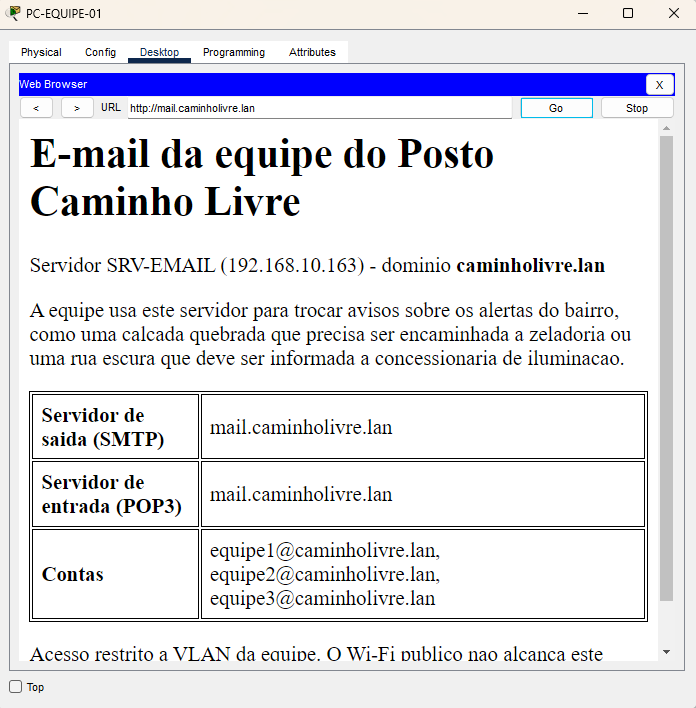 PC-EQUIPE-01
Physical Config Desktop Programming Attributes
Web Browser X
< > URL http://mail.caminholivre.lan Go Stop
E-mail da equipe do Posto
Caminho Livre
Servidor SRV-EMAIL (192.168.10.163) - dominio caminholivre.lan
A equipe usa este servidor para trocar avisos sobre os alertas do bairro,
como uma calcada quebrada que precisa ser encaminhada a zeladoria ou
uma rua escura que deve ser informada a concessionaria de iluminacao.
Servidor de
saida (SMTP)
mail.caminholivre.lan
Servidor de
entrada (POP3)
mail.caminholivre.lan
Contas
equipe1@caminholivre.lan,
equipe2@caminholivre.lan,
equipe3@caminholivre.lan
Acesso restrito a VLAN da equipe. O Wi-Fi publico nao alcanca este
Top